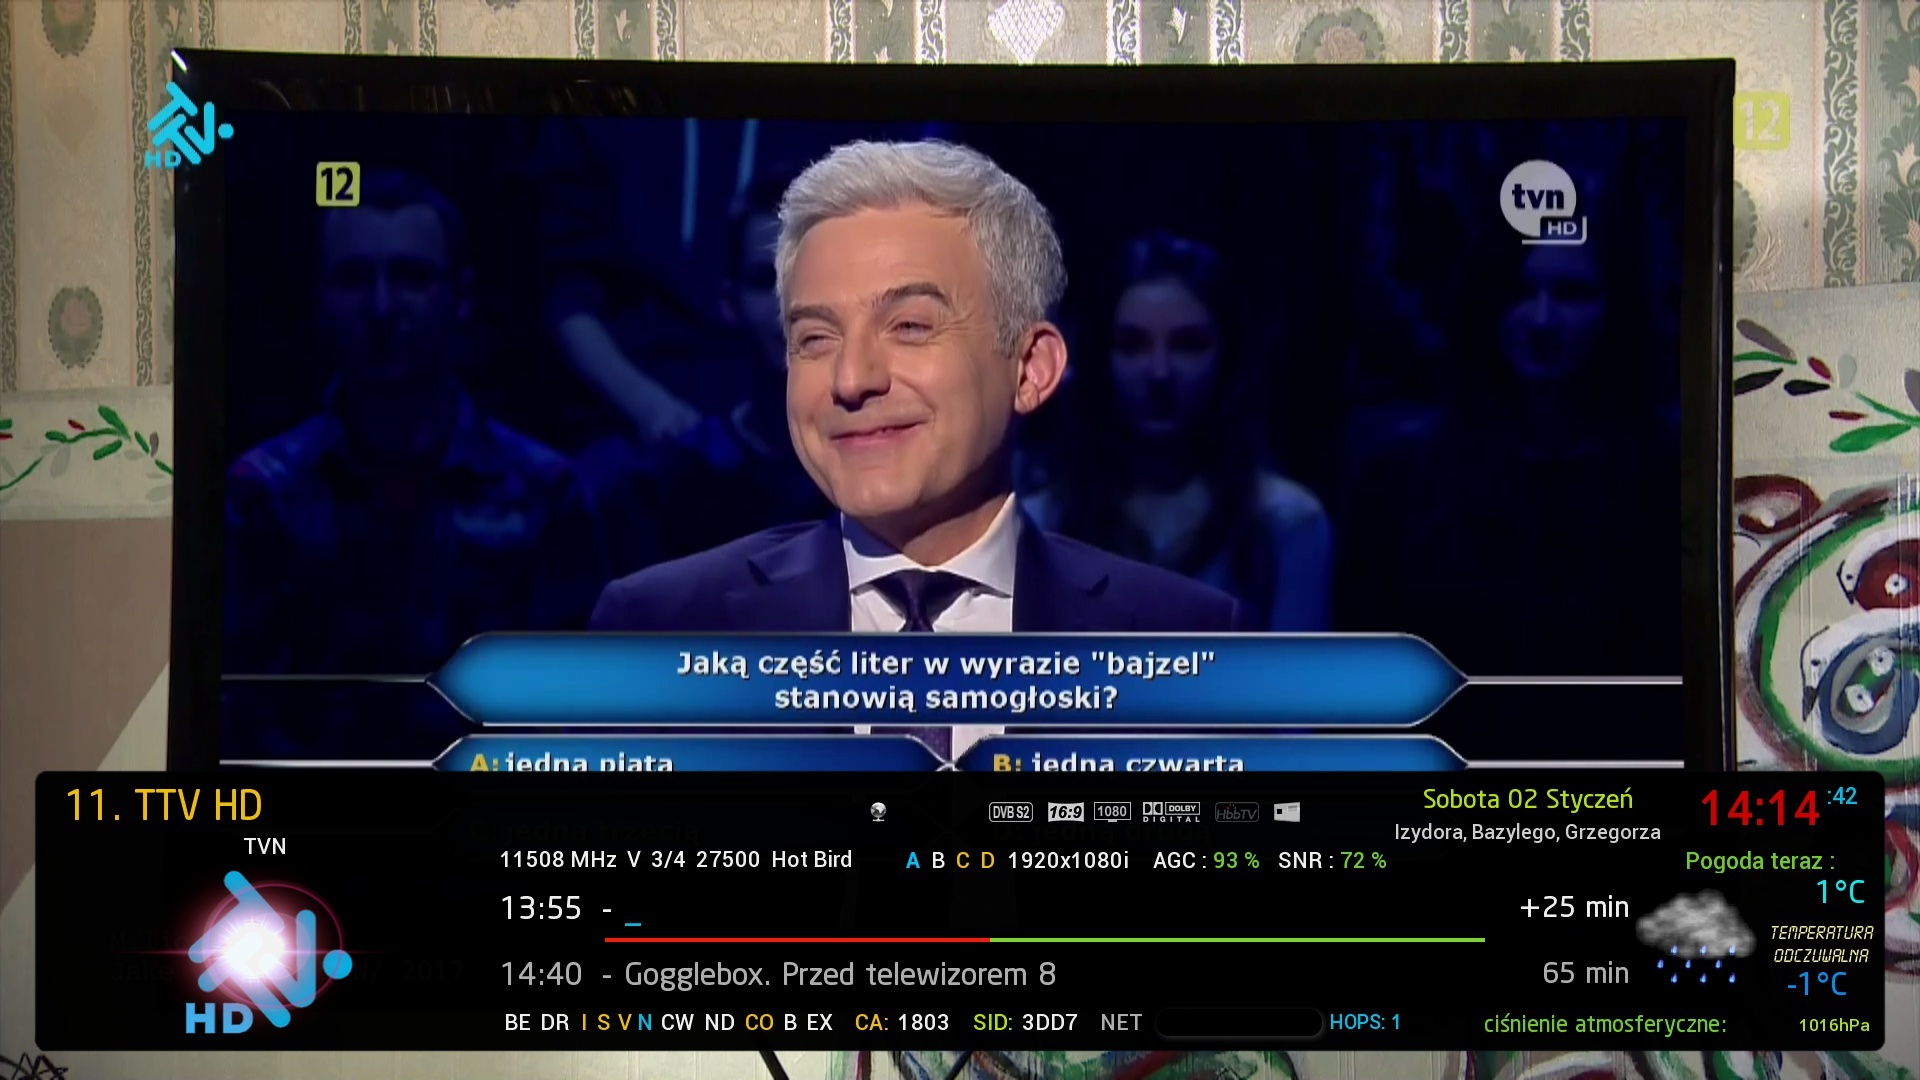 HD
12
12
tvn
HD
Jaką część liter w wyrazie "bajzel"
stanowią samogłoski?
A: jedna piąta
B: jedna czwarta
11. TTV HD
TVN
DVB S2 16:9 1080 DOLBY DIGITAL HbbTV
Sobota 02 Styczeń
Izydora, Bazylego, Grzegorza
14:14 :42
11508 MHz V 3/4 27500 Hot Bird
A B C D 1920x1080i AGC : 93 % SNR : 72 %
Pogoda teraz :
1°C
13:55 - _
+25 min
TEMPERATURA
ODCZUWALNA
-1°C
14:40 - Gogglebox. Przed telewizorem 8
65 min
HD
BE DR I S V N CW ND CO B EX CA: 1803 SID: 3DD7 NET HOPS: 1
ciśnienie atmosferyczne: 1016hPa